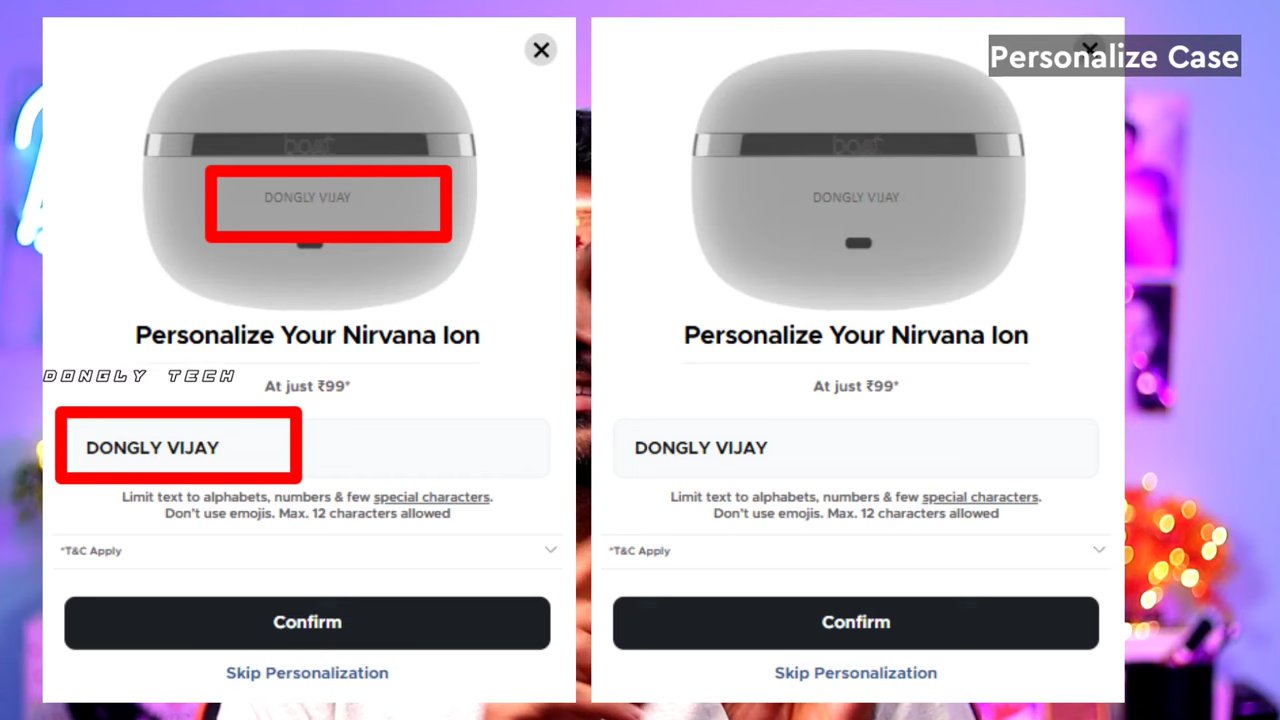 Personalize Case
boAt
DONGLY VIJAY
Personalize Your Nirvana Ion
DONGLY TECH
At just ₹99*
DONGLY VIJAY
Limit text to alphabets, numbers & few special characters.
Don't use emojis. Max. 12 characters allowed
*T&C Apply
Confirm
Skip Personalization
boAt
DONGLY VIJAY
Personalize Your Nirvana Ion
At just ₹99*
DONGLY VIJAY
Limit text to alphabets, numbers & few special characters.
Don't use emojis. Max. 12 characters allowed
*T&C Apply
Confirm
Skip Personalization